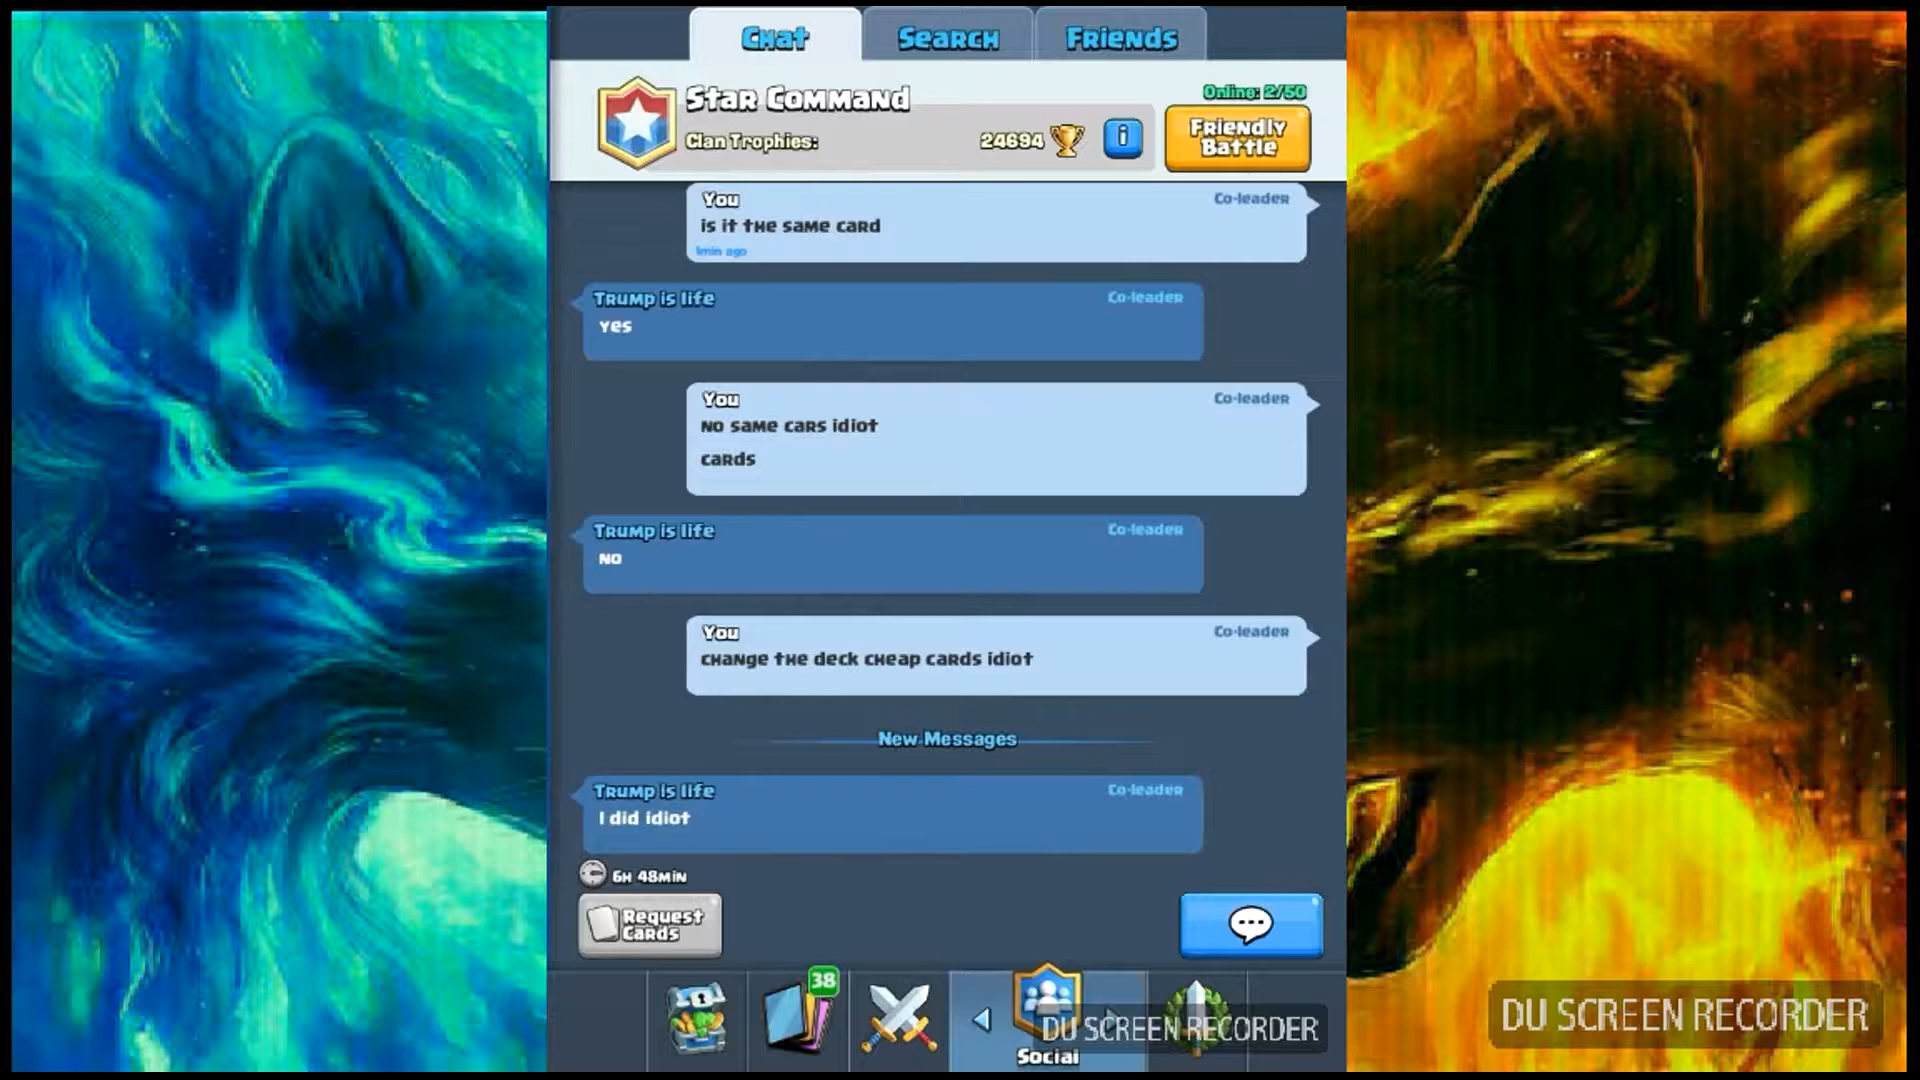 Chat
Search
Friends
Star Command
Online: 2/50
Clan Trophies:
24694
i
Friendly
Battle
You
Co-leader
is it the same card
1min ago
Trump is life
Co-leader
yes
You
Co-leader
no same cars idiot
cards
Trump is life
Co-leader
no
You
Co-leader
change the deck cheap cards idiot
New Messages
Trump is life
Co-leader
I did idiot
6h 48min
Request
Cards
38
Social
DU SCREEN RECORDER
DU SCREEN RECORDER